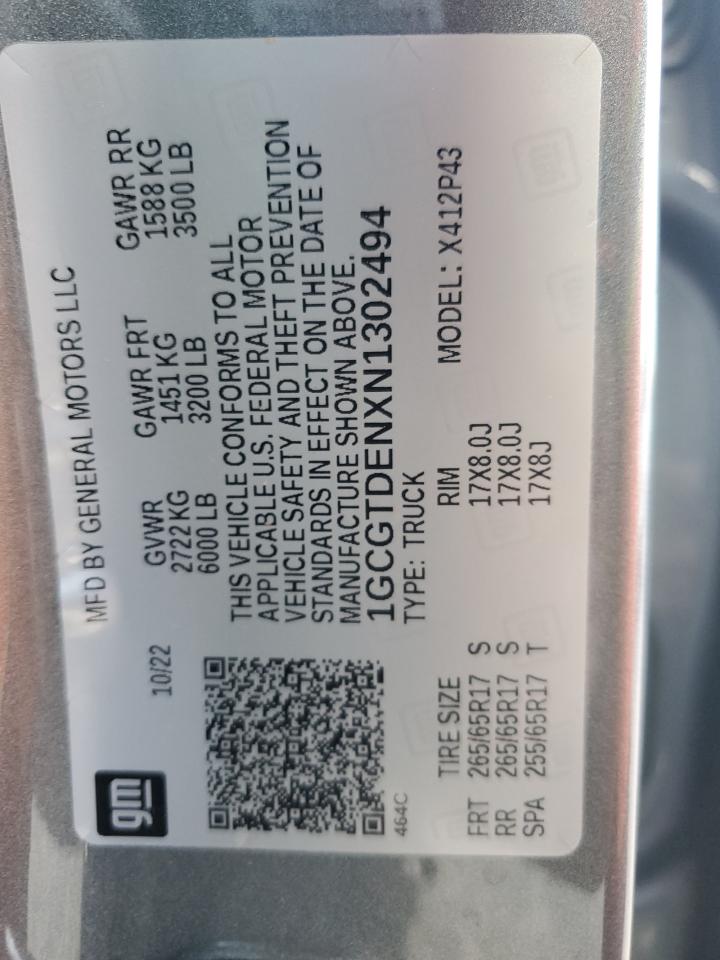 gm
MFD BY GENERAL MOTORS LLC
10/22
GVWR GAWR FRT GAWR RR
2722 KG 1451 KG 1588 KG
6000 LB 3200 LB 3500 LB
THIS VEHICLE CONFORMS TO ALL
APPLICABLE U.S. FEDERAL MOTOR
VEHICLE SAFETY AND THEFT PREVENTION
STANDARDS IN EFFECT ON THE DATE OF
MANUFACTURE SHOWN ABOVE.
1GCGTDENXN1302494
464C
TYPE: TRUCK MODEL: X412P43
TIRE SIZE RIM
FRT 265/65R17 S 17X8.0J
RR 265/65R17 S 17X8.0J
SPA 255/65R17 T 17X8J